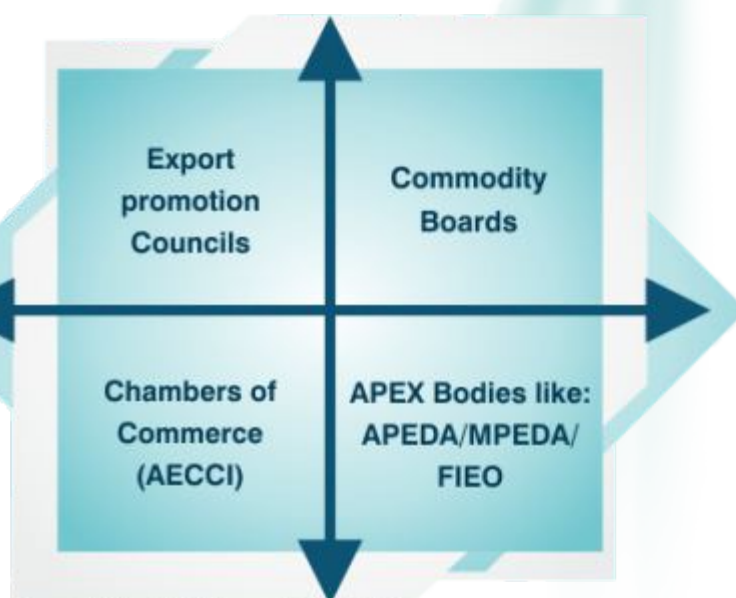 Export
promotion
Councils
Commodity
Boards
Chambers of
Commerce
(AECCI)
APEX Bodies like:
APEDA/MPEDA/
FIEO